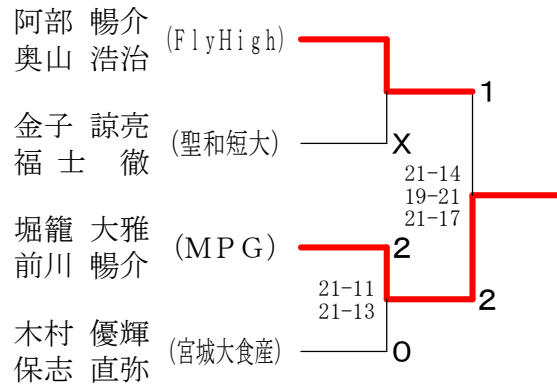 阿部 暢介
奥山 浩治
(FlyHigh)
1
金子 諒亮
福士 徹
(聖和短大)
X
21-14
19-21
21-17
堀籠 大雅
前川 暢介
(MPG)
2
21-11
21-13
2
木村 優輝
保志 直弥
(宮城大食産)
0